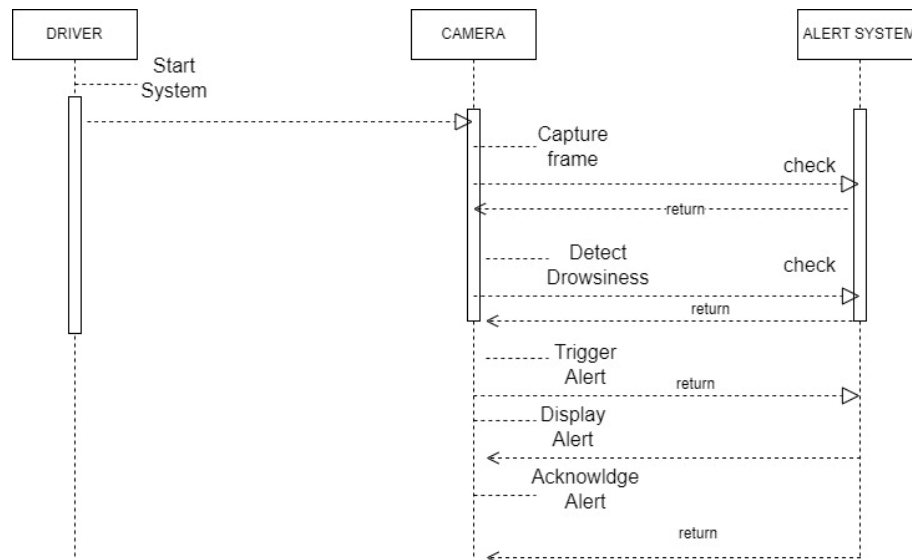 DRIVER
CAMERA
ALERT SYSTEM
Start
System
Capture
frame
check
return
Detect
Drowsiness
check
return
Trigger
Alert
return
Display
Alert
Acknowldge
Alert
return